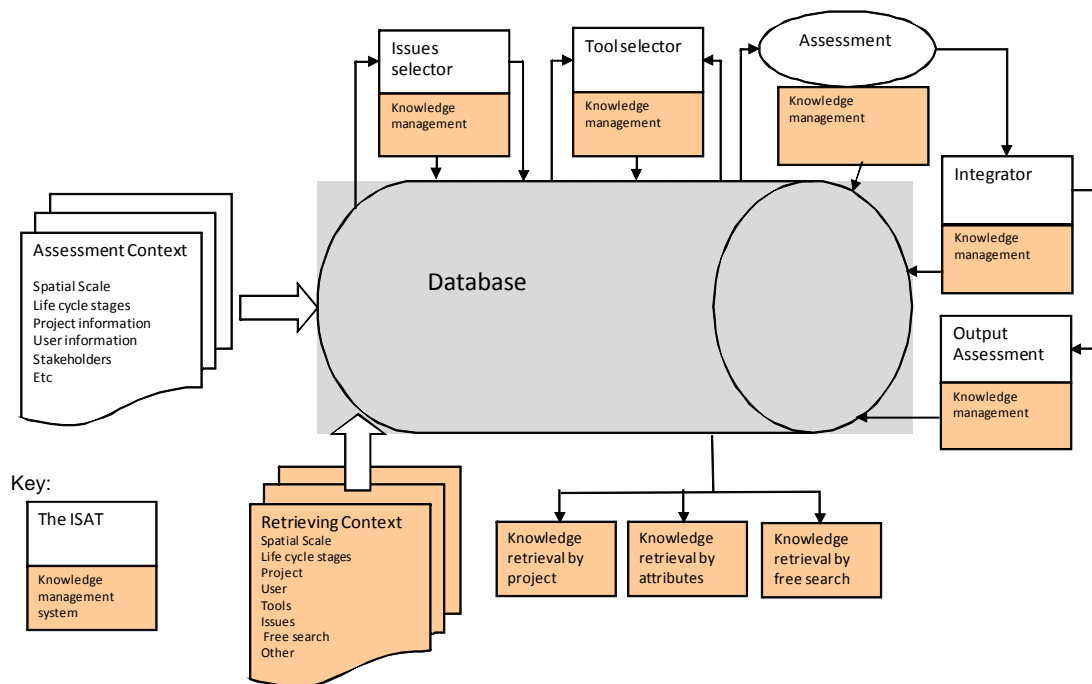 Issues
selector
Knowledge
management
Tool selector
Knowledge
management
Assessment
Knowledge
management
Integrator
Knowledge
management
Assessment Context
Spatial Scale
Life cycle stages
Project information
User information
Stakeholders
Etc
Database
Output
Assessment
Knowledge
management
Key:
The ISAT
Knowledge
management
system
Retrieving Context
Spatial Scale
Life cycle stages
Project
User
Tools
Issues
Free search
Other
Knowledge
retrieval by
project
Knowledge
retrieval by
attributes
Knowledge
retrieval by
free search